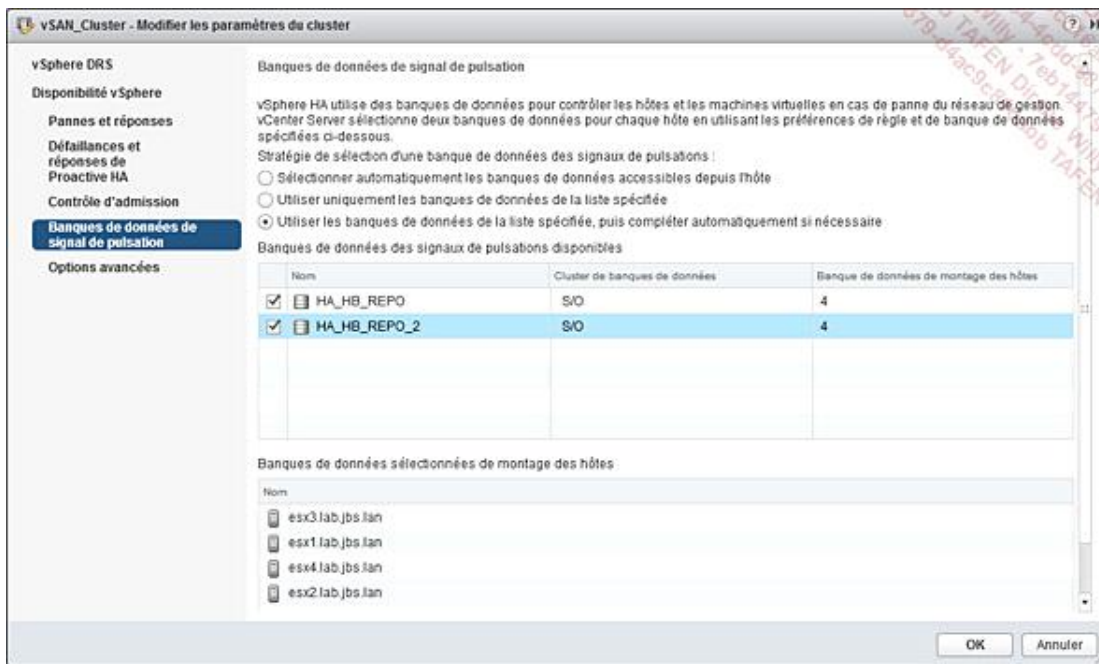 vSAN_Cluster - Modifier les paramètres du cluster
vSphere DRS
Disponibilité vSphere
Pannes et réponses
Défaillances et
réponses de
Proactive HA
Contrôle d'admission
Banques de données de
signal de pulsation
Options avancées
Banques de données de signal de pulsation
vSphere HA utilise des banques de données pour contrôler les hôtes et les machines virtuelles en cas de panne du réseau de gestion.
vCenter Server sélectionne deux banques de données pour chaque hôte en utilisant les préférences de règle et de banque de données
spécifiées ci-dessous.
Stratégie de sélection d'une banque de données des signaux de pulsations :
Sélectionner automatiquement les banques de données accessibles depuis l'hôte
Utiliser uniquement les banques de données de la liste spécifiée
Utiliser les banques de données de la liste spécifiée, puis compléter automatiquement si nécessaire
Banques de données des signaux de pulsations disponibles
Nom Cluster de banques de données Banque de données de montage des hôtes
HA_HB_REPO S/O 4
HA_HB_REPO_2 S/O 4
Banques de données sélectionnées de montage des hôtes
Nom
esx3.lab.jbs.lan
esx1.lab.jbs.lan
esx4.lab.jbs.lan
esx2.lab.jbs.lan
OK Annuler